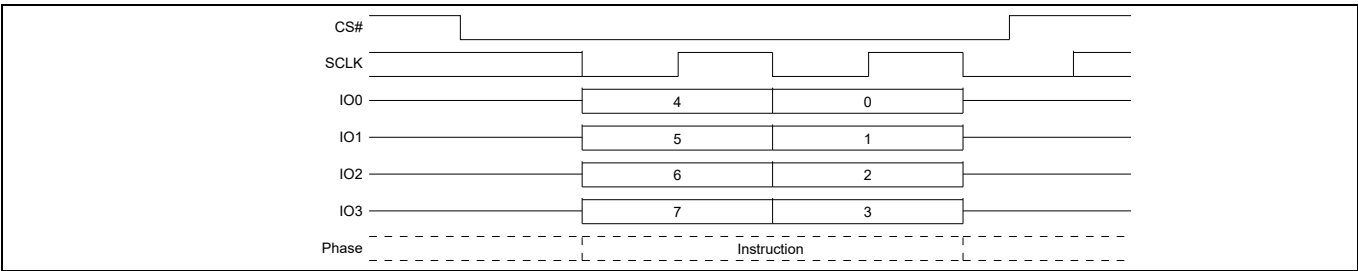 CS#
SCLK
IO0 4 0
IO1 5 1
IO2 6 2
IO3 7 3
Phase Instruction